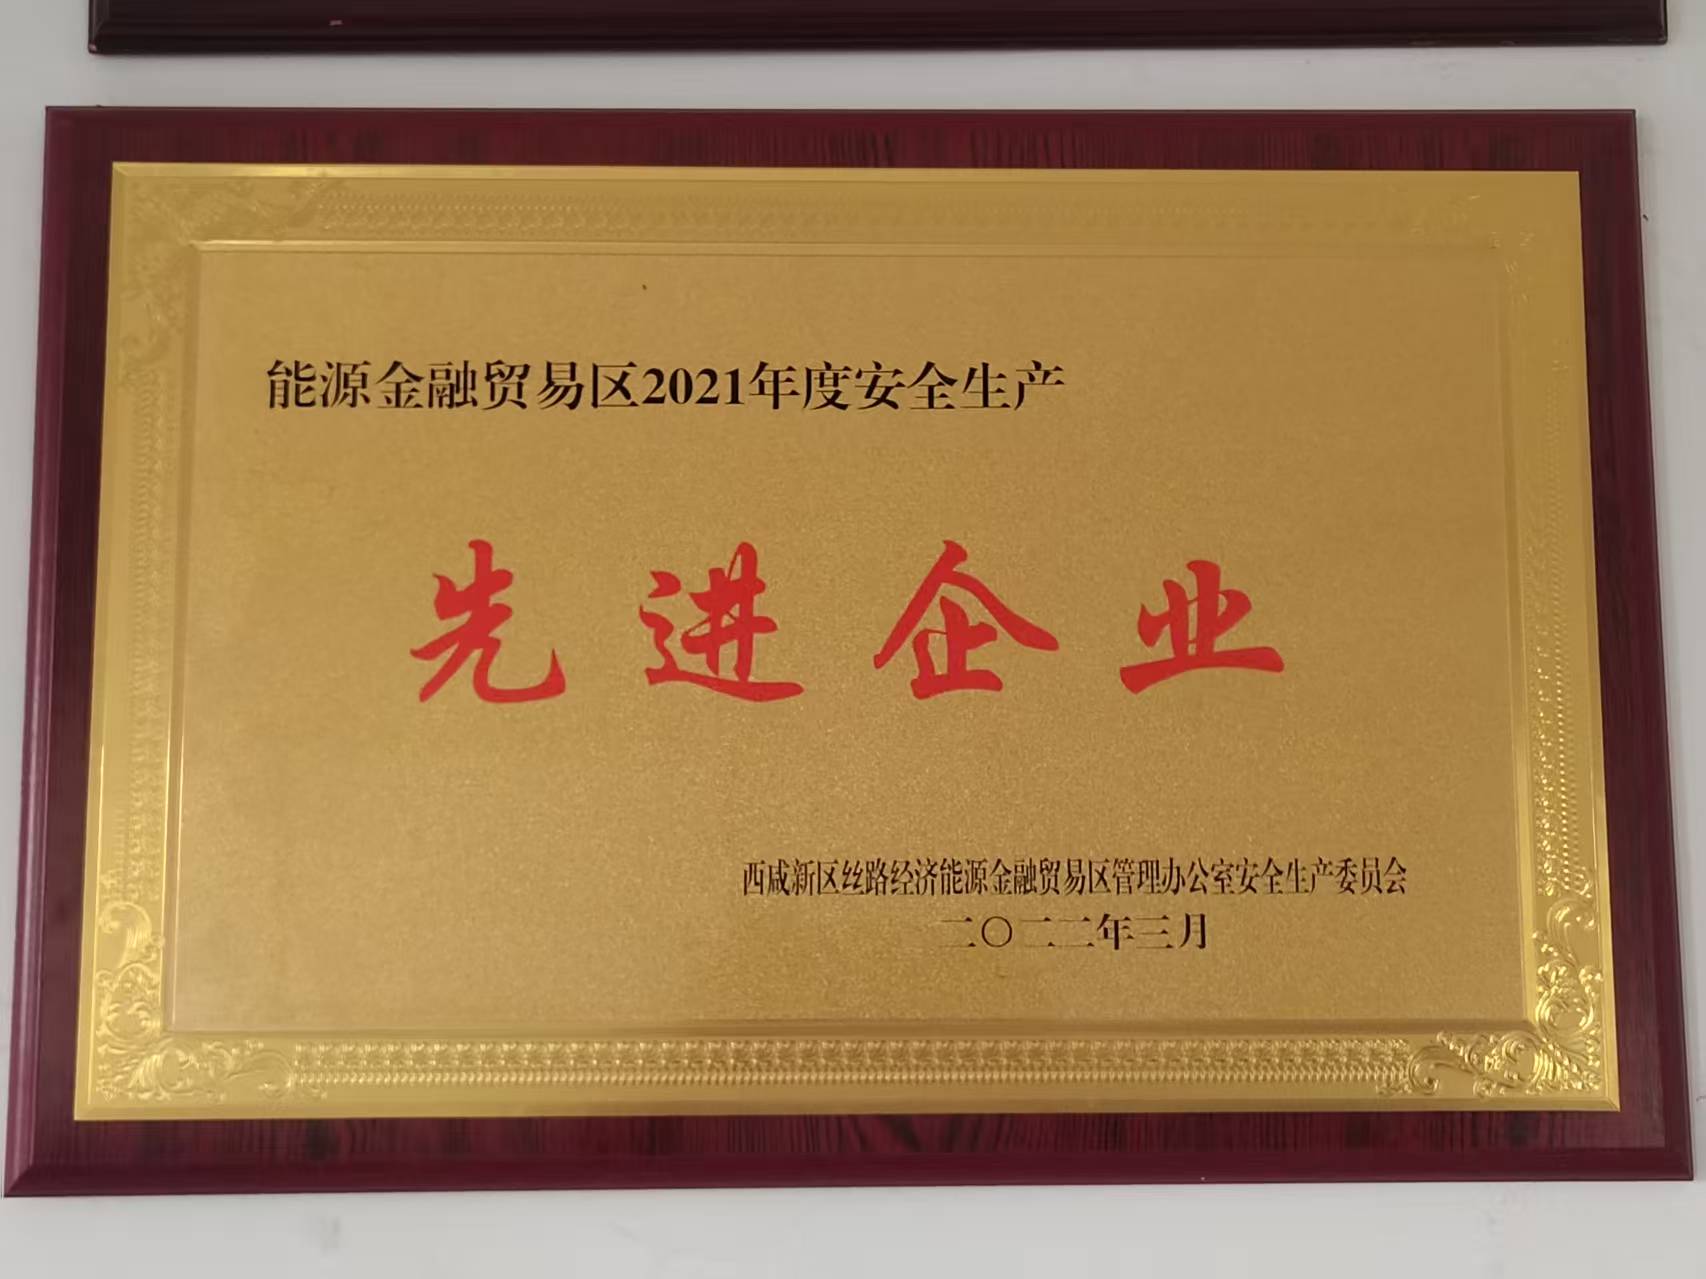 能源金融贸易区2021年度安全生产
先进企业
西咸新区丝路经济能源金融贸易区管理办公室安全生产委员会
二〇二二年三月